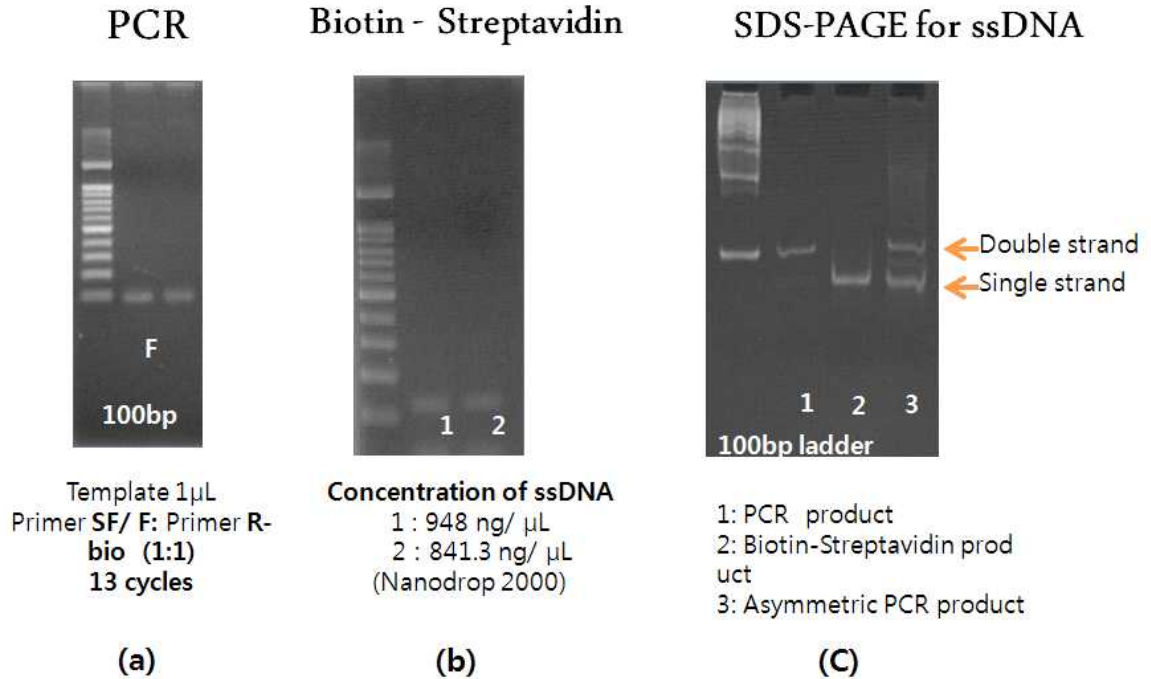 PCR
F
100bp
Template 1µL
Primer SF/ F: Primer R-
bio (1:1)
13 cycles
(a)
Biotin - Streptavidin
1 2
Concentration of ssDNA
1 : 948 ng/ µL
2 : 841.3 ng/ µL
(Nanodrop 2000)
(b)
SDS-PAGE for ssDNA
Double strand
Single strand
1 2 3
100bp ladder
1: PCR product
2: Biotin-Streptavidin prod
uct
3: Asymmetric PCR product
(C)